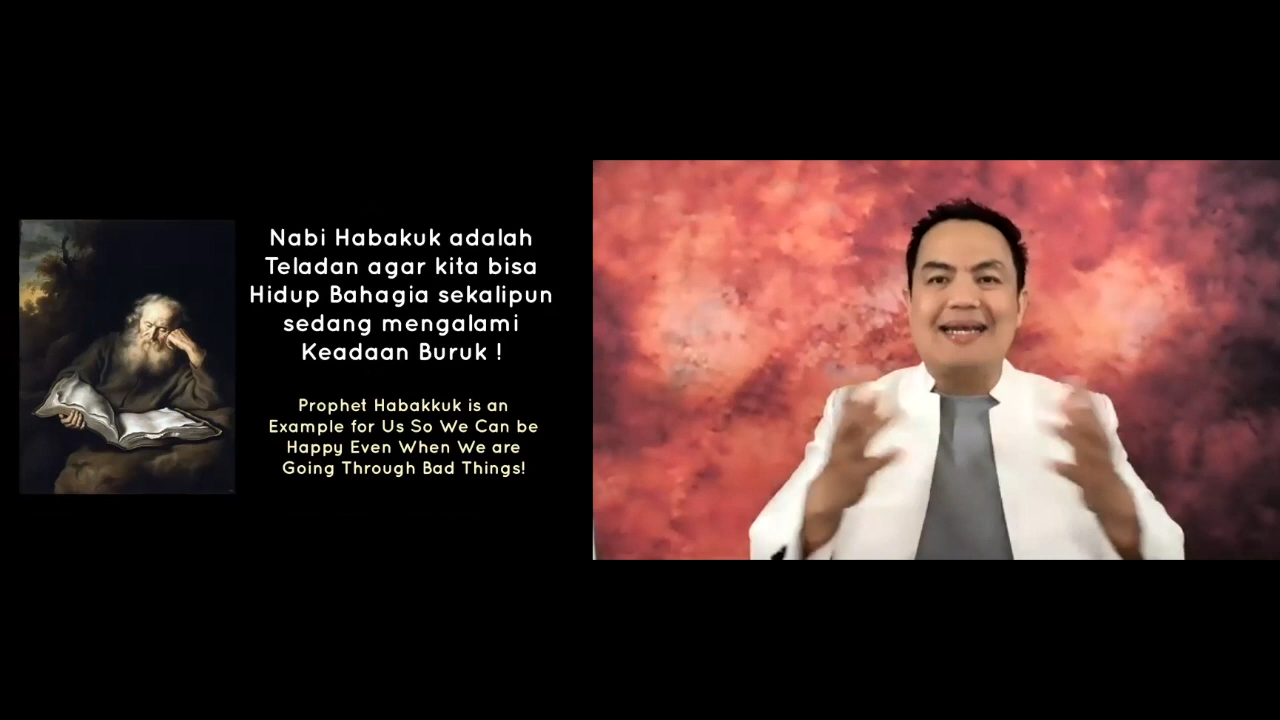 Nabi Habakuk adalah
Teladan agar kita bisa
Hidup Bahagia sekalipun
sedang mengalami
Keadaan Buruk !
Prophet Habakkuk is an
Example for Us So We Can be
Happy Even When We are
Going Through Bad Things!